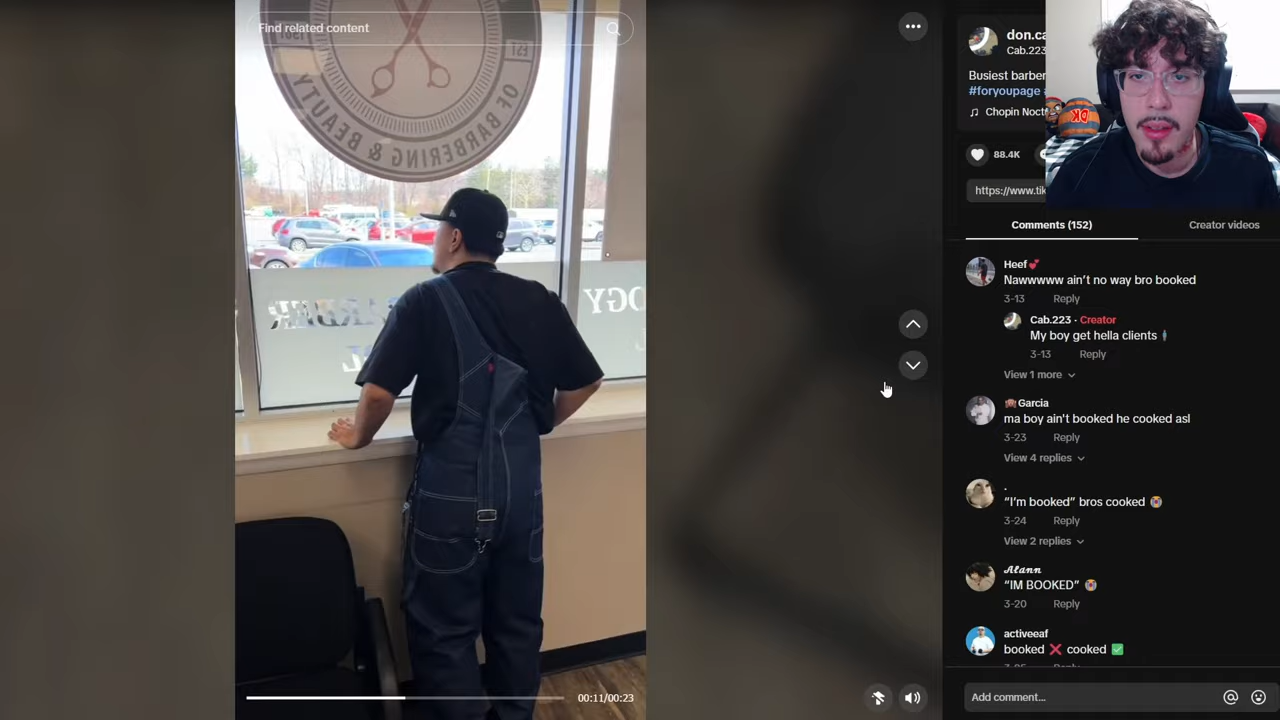 Find related content
EST
OF BARBERING & BEAUTY
00:11/00:23
don.ca
Cab.223
Busiest barber
#foryoupage
Chopin Noct
88.4K
https://www.tik
DK
Comments (152)
Creator videos
Heef💕
Nawwwww ain’t no way bro booked
3-13 Reply
Cab.223 · Creator
My boy get hella clients 🧍
3-13 Reply
View 1 more
🙈Garcia
ma boy ain't booked he cooked asl
3-23 Reply
View 4 replies
.
“I’m booked” bros cooked 😭
3-24 Reply
View 2 replies
𝓐𝓵𝓪𝓷𝓷
“IM BOOKED” 😭
3-20 Reply
activeeaf
booked ❌ cooked ✅
Add comment...